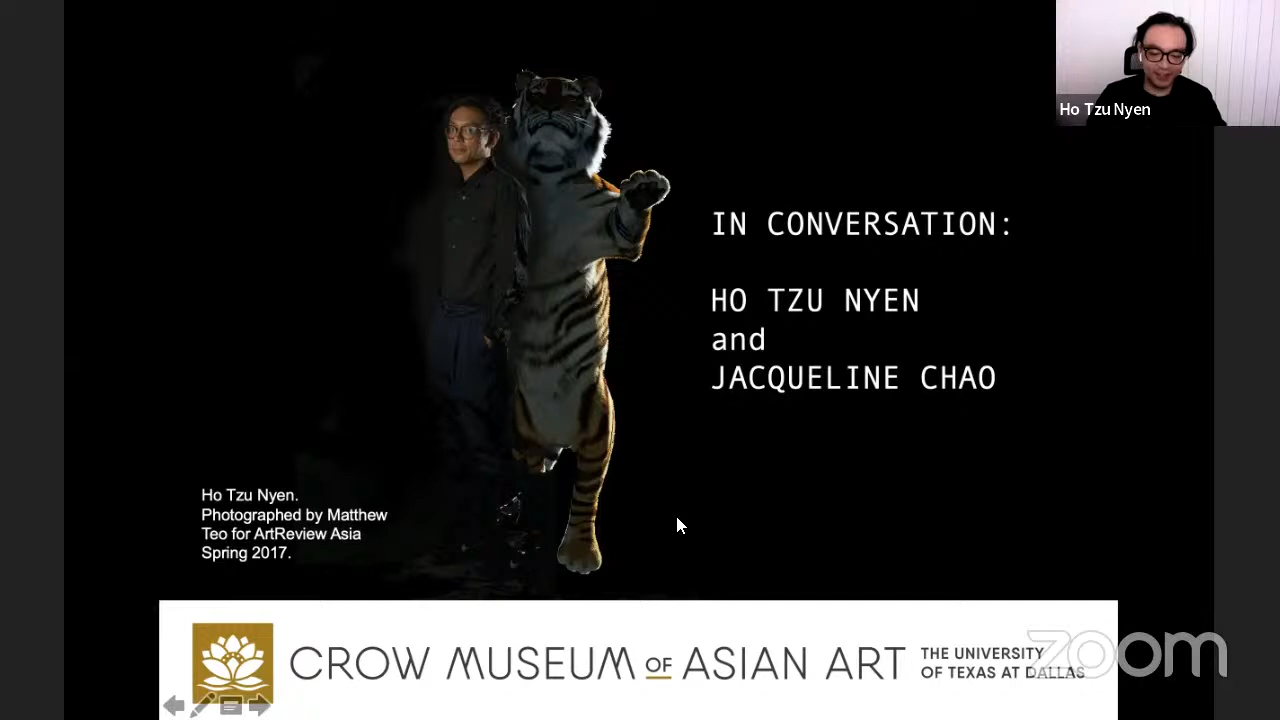 Ho Tzu Nyen
IN CONVERSATION:
HO TZU NYEN
and
JACQUELINE CHAO
Ho Tzu Nyen.
Photographed by Matthew
Teo for ArtReview Asia
Spring 2017.
CROW MUSEUM OF ASIAN ART
THE UNIVERSITY
OF TEXAS AT DALLAS
zoom